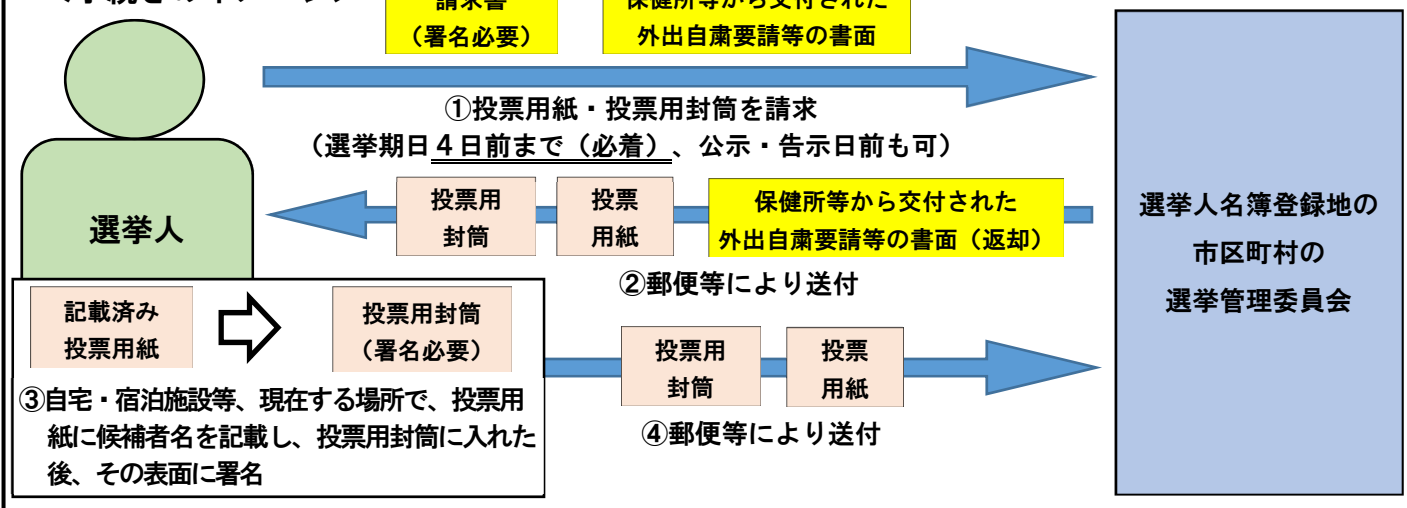 請求書
（署名必要）
保健所等から交付された
外出自粛要請等の書面
①投票用紙・投票用封筒を請求
（選挙期日４日前まで（必着）、公示・告示日前も可）
選挙人
投票用
封筒
投票
用紙
保健所等から交付された
外出自粛要請等の書面（返却）
②郵便等により送付
選挙人名簿登録地の
市区町村の
選挙管理委員会
記載済み
投票用紙
投票用封筒
（署名必要）
③自宅・宿泊施設等、現在する場所で、投票用
紙に候補者名を記載し、投票用封筒に入れた
後、その表面に署名
投票用
封筒
投票
用紙
④郵便等により送付